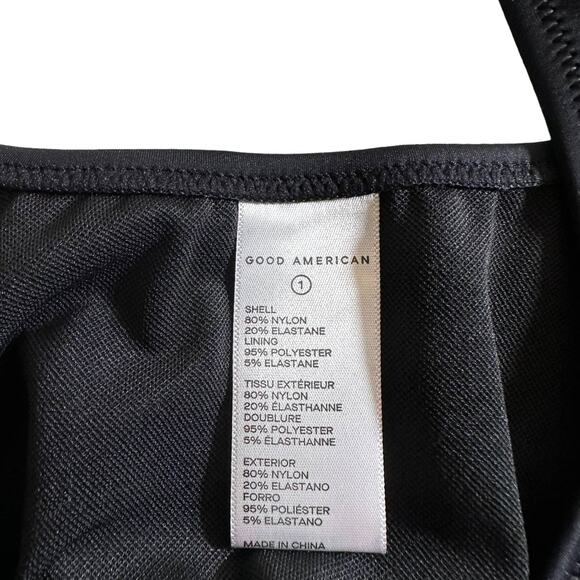 GOOD AMERICAN
1
SHELL
80% NYLON
20% ELASTANE
LINING
95% POLYESTER
5% ELASTANE
TISSU EXTÉRIEUR
80% NYLON
20% ÉLASTHANNE
DOUBLURE
95% POLYESTER
5% ÉLASTHANNE
EXTERIOR
80% NYLON
20% ELASTANO
FORRO
95% POLIÉSTER
5% ELASTANO
MADE IN CHINA